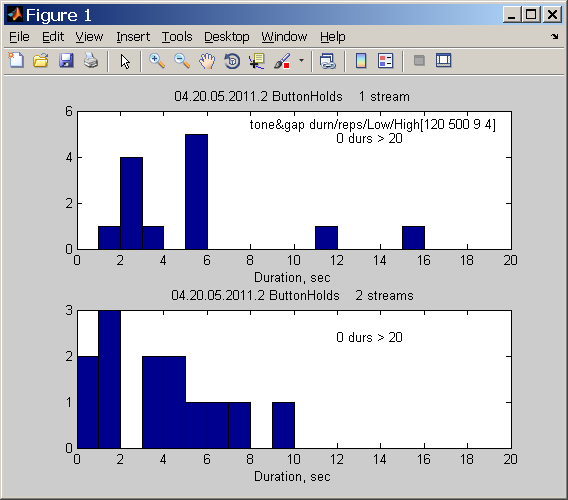 Figure 1
File Edit View Insert Tools Desktop Window Help
04.20.05.2011.2 ButtonHolds 1 stream
tone&gap durn/reps/Low/High[120 500 9 4]
0 durs > 20
6
4
2
0
0 2 4 6 8 10 12 14 16 18 20
Duration, sec
04.20.05.2011.2 ButtonHolds 2 streams
0 durs > 20
3
2
1
0
0 2 4 6 8 10 12 14 16 18 20
Duration, sec